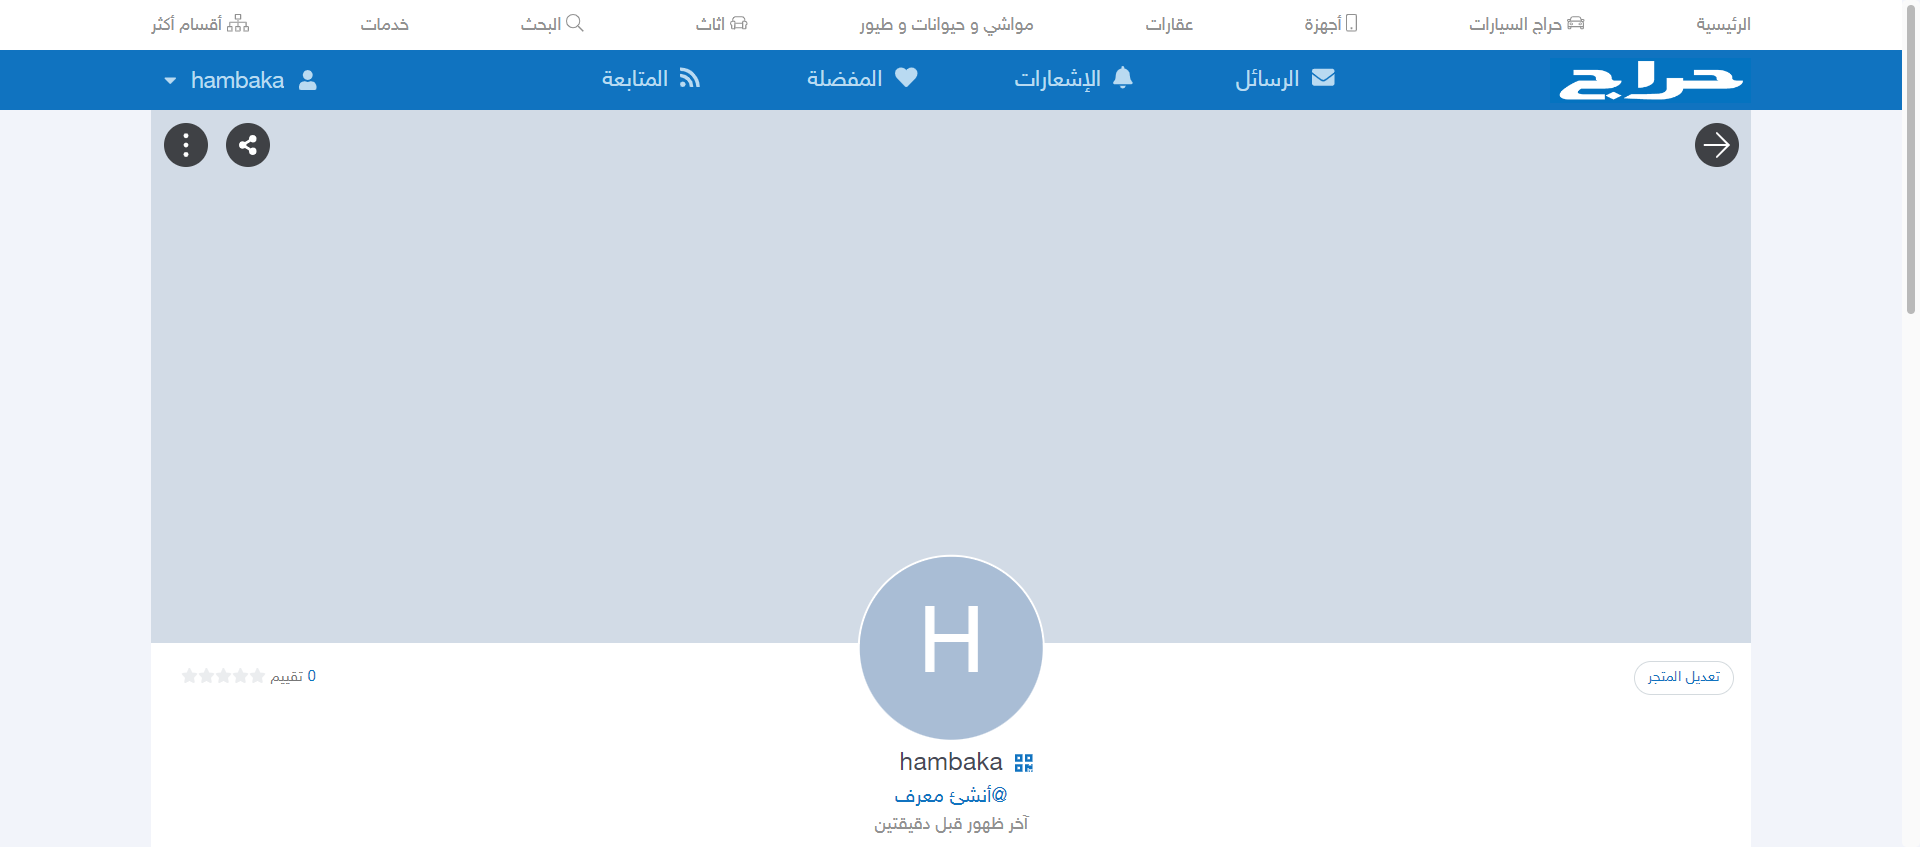 الرئيسية حراج السيارات أجهزة عقارات مواشي و حيوانات و طيور اثاث البحث خدمات أقسام أكثر
حراج الرسائل الإشعارات المفضلة المتابعة hambaka
H
تعديل المتجر
0 تقييم
hambaka
@أنشئ معرف
آخر ظهور قبل دقيقتين